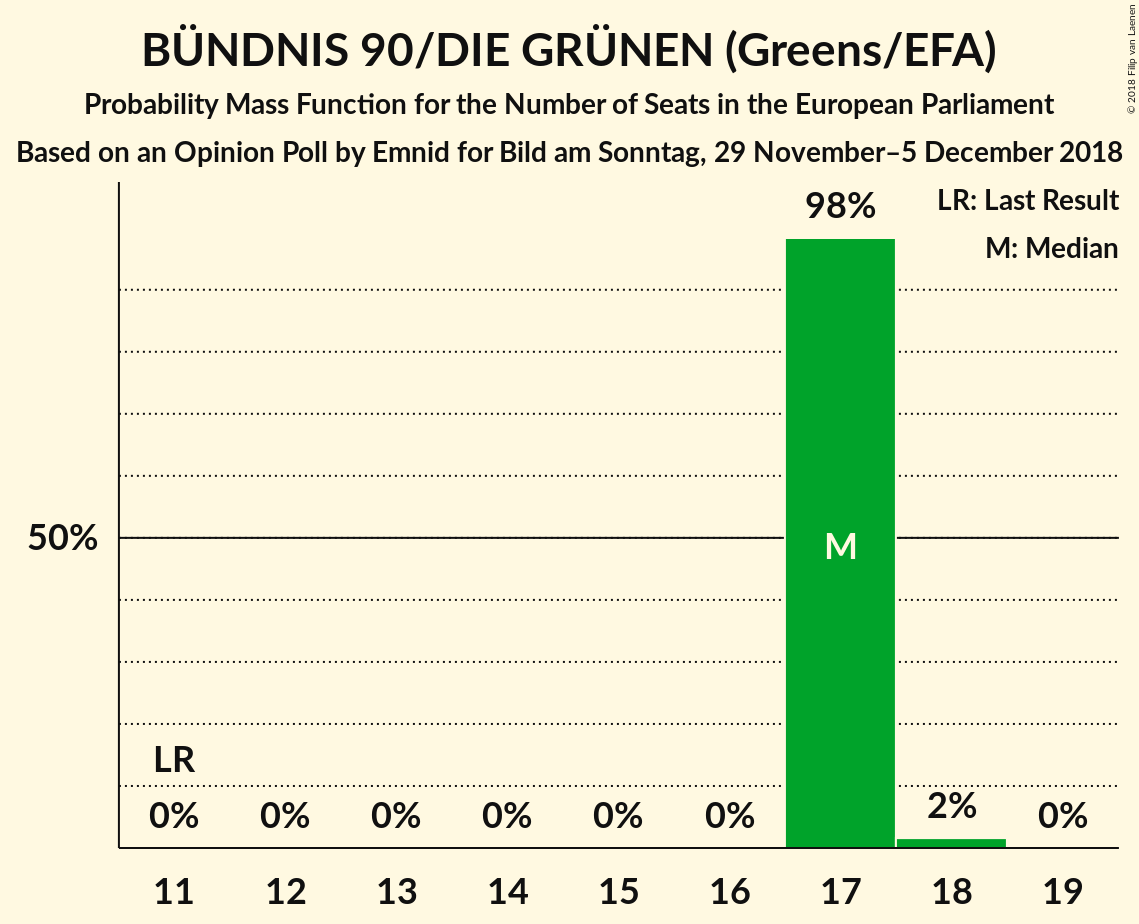 BÜNDNIS 90/DIE GRÜNEN (Greens/EFA)
Probability Mass Function for the Number of Seats in the European Parliament
Based on an Opinion Poll by Emnid for Bild am Sonntag, 29 November–5 December 2018
© 2018 Filip van Laenen
LR: Last Result
M: Median
98%
50%
M
LR
0% 0% 0% 0% 0% 0% 2% 0%
11 12 13 14 15 16 17 18 19